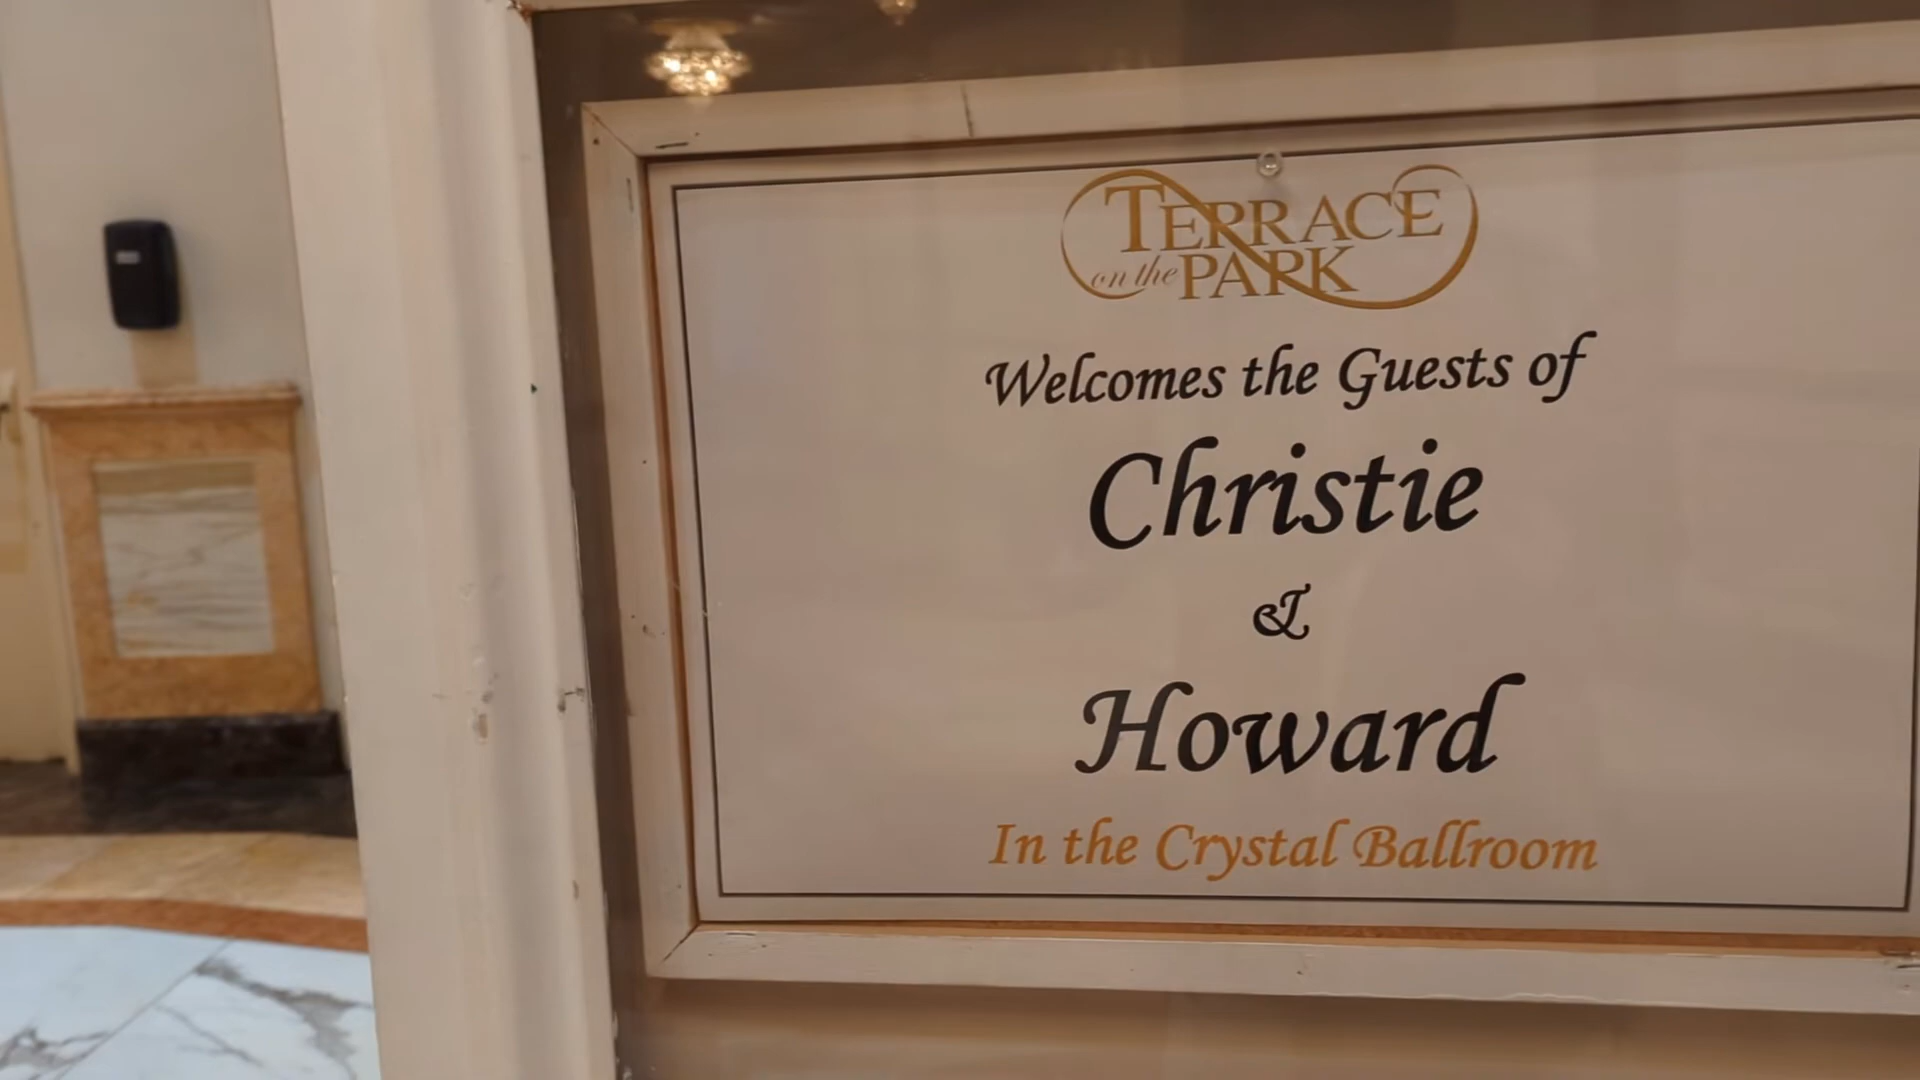 TERRACE
on the PARK
Welcomes the Guests of
Christie
&
Howard
In the Crystal Ballroom